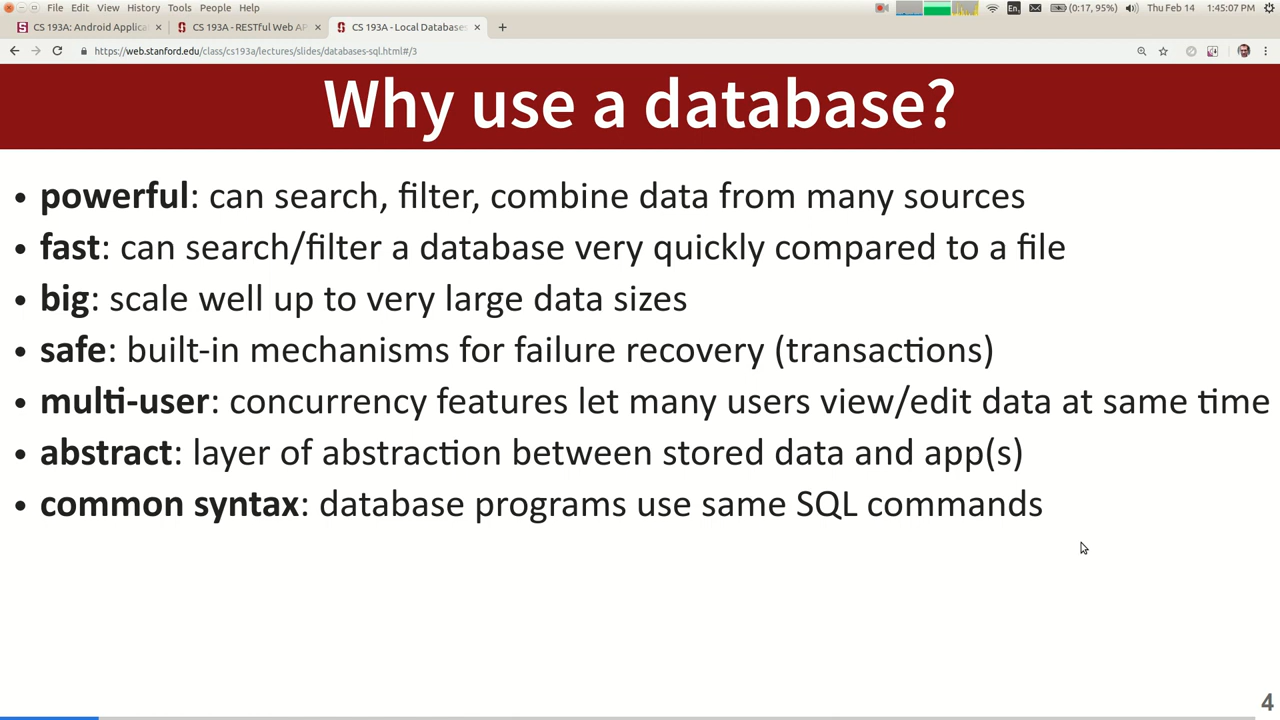 File Edit View History Tools People Help
En
(0:17, 95%)
Thu Feb 14
1:45:07 PM
CS 193A: Android Applica
CS 193A - RESTful Web AP
CS 193A - Local Databases
https://web.stanford.edu/class/cs193a/lectures/slides/databases-sql.html#/3
Why use a database?
• powerful: can search, filter, combine data from many sources
• fast: can search/filter a database very quickly compared to a file
• big: scale well up to very large data sizes
• safe: built-in mechanisms for failure recovery (transactions)
• multi-user: concurrency features let many users view/edit data at same time
• abstract: layer of abstraction between stored data and app(s)
• common syntax: database programs use same SQL commands
4